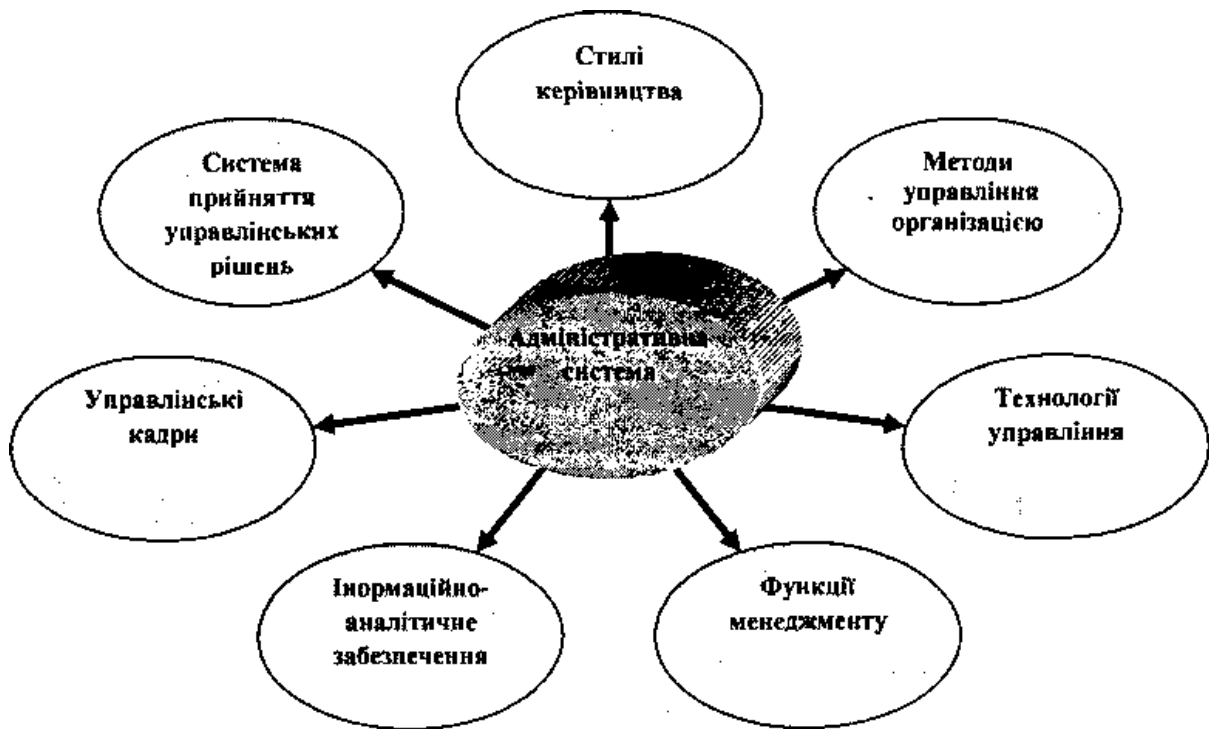 Стилі
керівництва
Система
прийняття
управлінських
рішень
Методи
управління
організацією
Адміністративна
система
Управлінські
кадри
Технології
управління
Інормаційно-
аналітичне
забезпечення
Функції
менеджменту